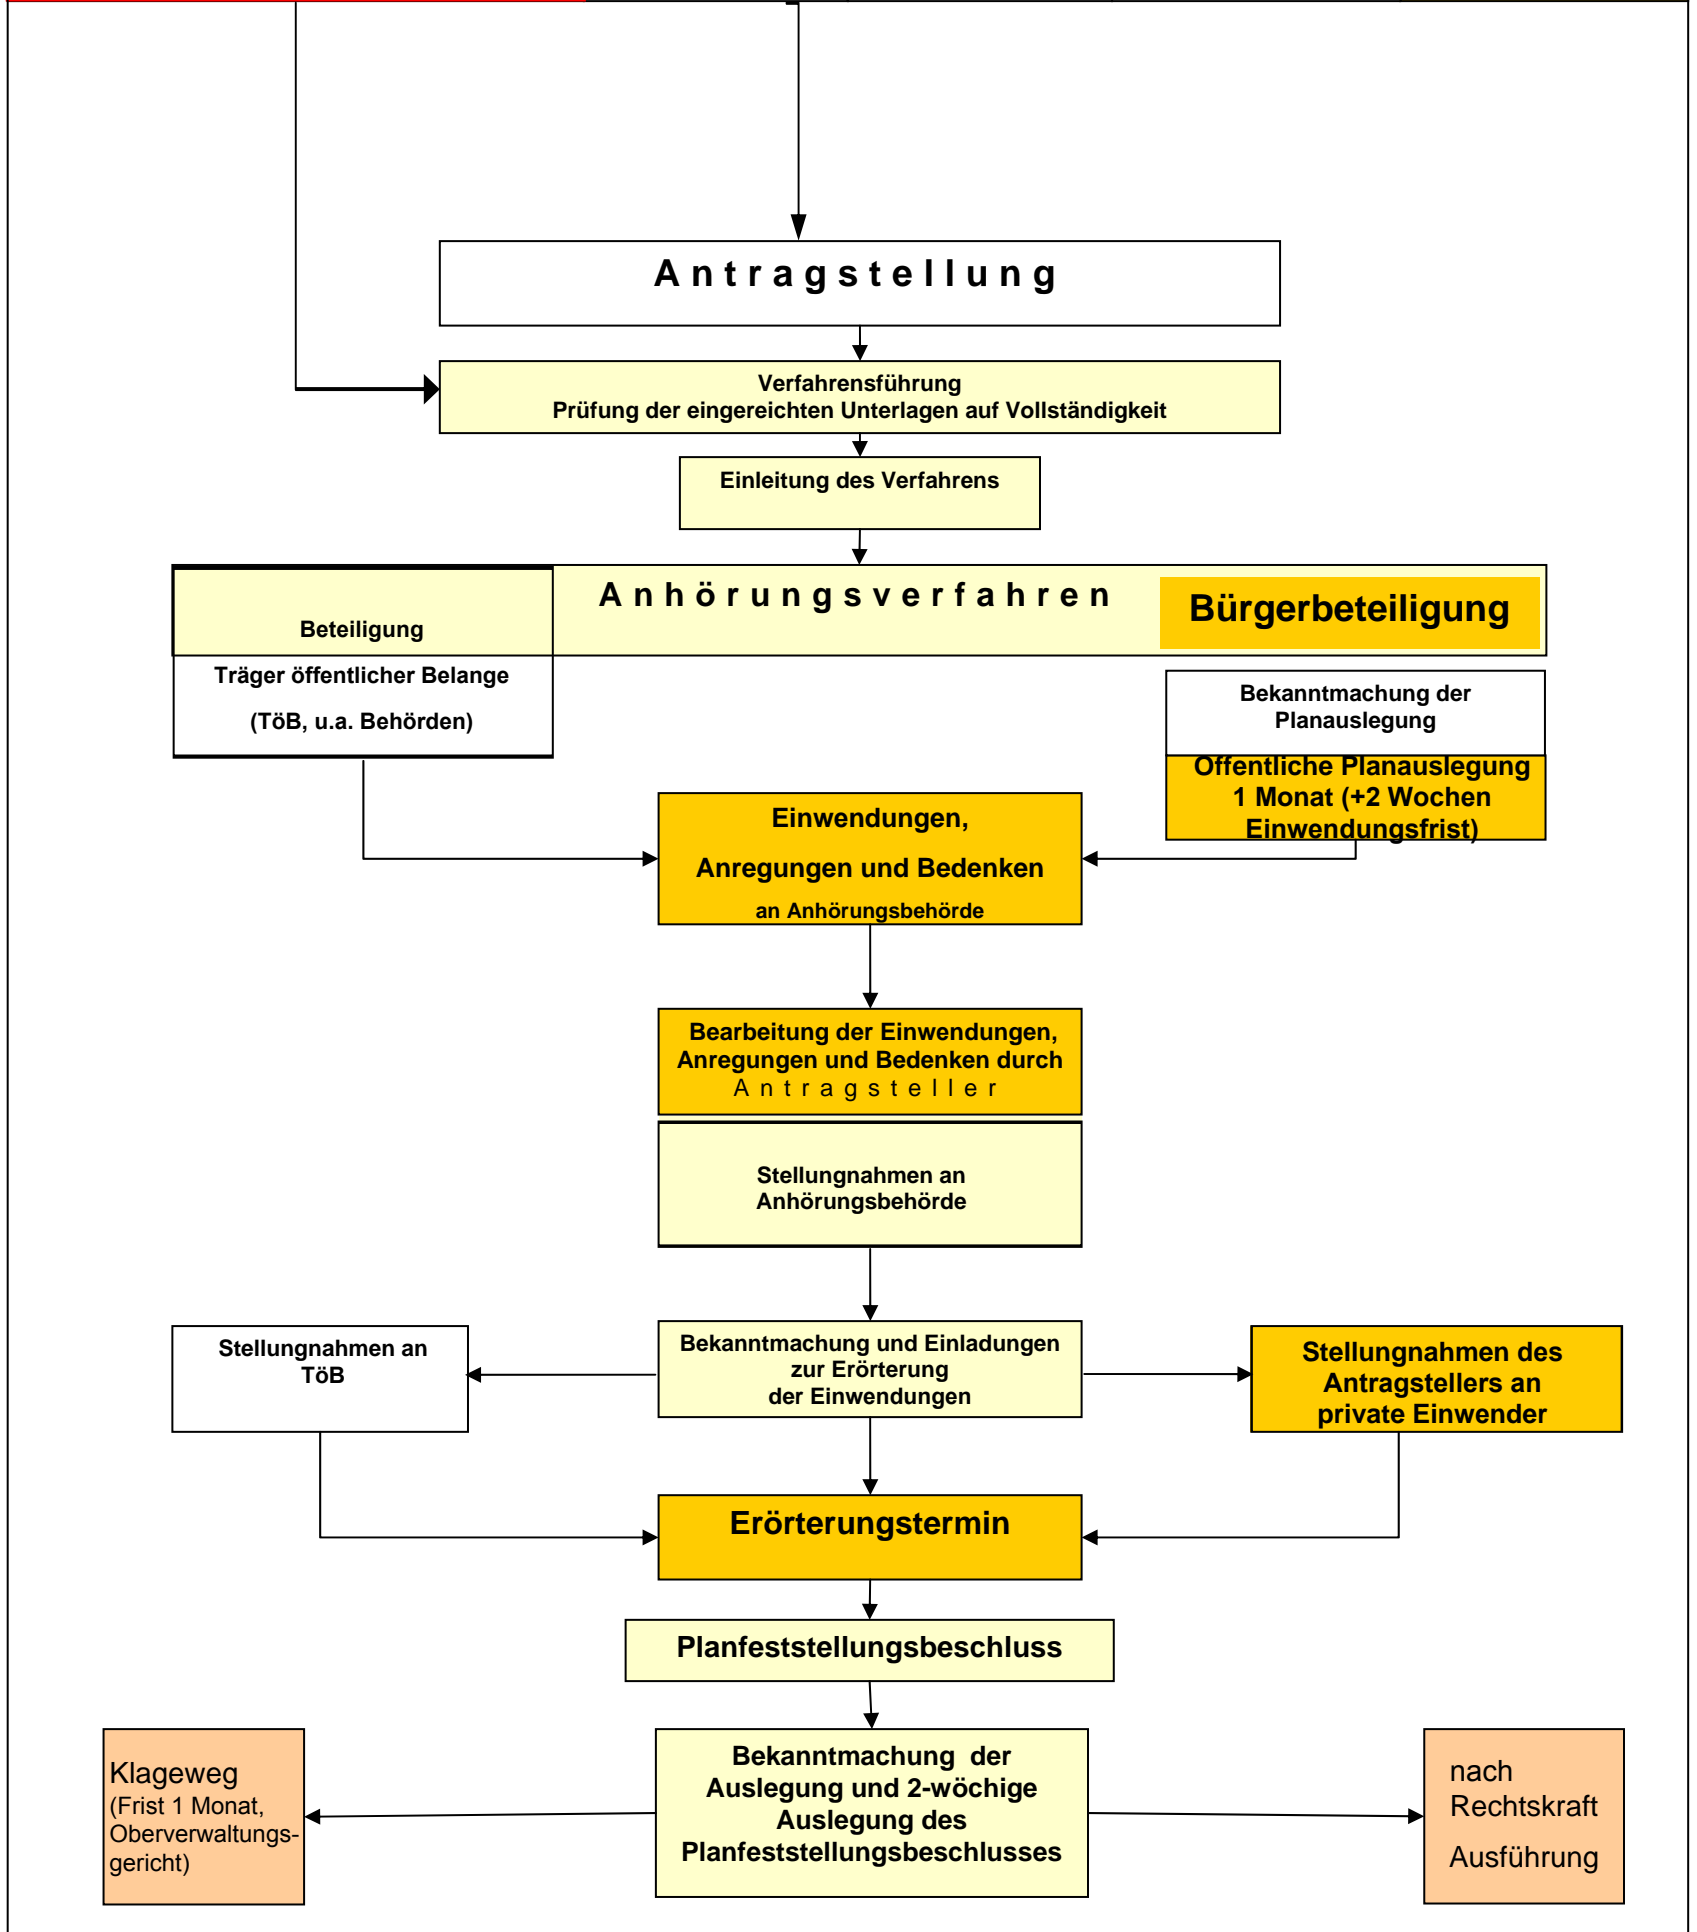 Antragstellung
Verfahrensführung
Prüfung der eingereichten Unterlagen auf Vollständigkeit
Einleitung des Verfahrens
Anhörungsverfahren
Bürgerbeteiligung
Beteiligung
Träger öffentlicher Belange
(TöB, u.a. Behörden)
Bekanntmachung der
Planauslegung
Öffentliche Planauslegung
1 Monat (+2 Wochen
Einwendungsfrist)
Einwendungen,
Anregungen und Bedenken
an Anhörungsbehörde
Bearbeitung der Einwendungen,
Anregungen und Bedenken durch
Antragsteller
Stellungnahmen an
Anhörungsbehörde
Stellungnahmen an
TöB
Bekanntmachung und Einladungen
zur Erörterung
der Einwendungen
Stellungnahmen des
Antragstellers an
private Einwender
Erörterungstermin
Planfeststellungsbeschluss
Klageweg
(Frist 1 Monat,
Oberverwaltungs-
gericht)
Bekanntmachung der
Auslegung und 2-wöchige
Auslegung des
Planfeststellungsbeschlusses
nach
Rechtskraft
Ausführung